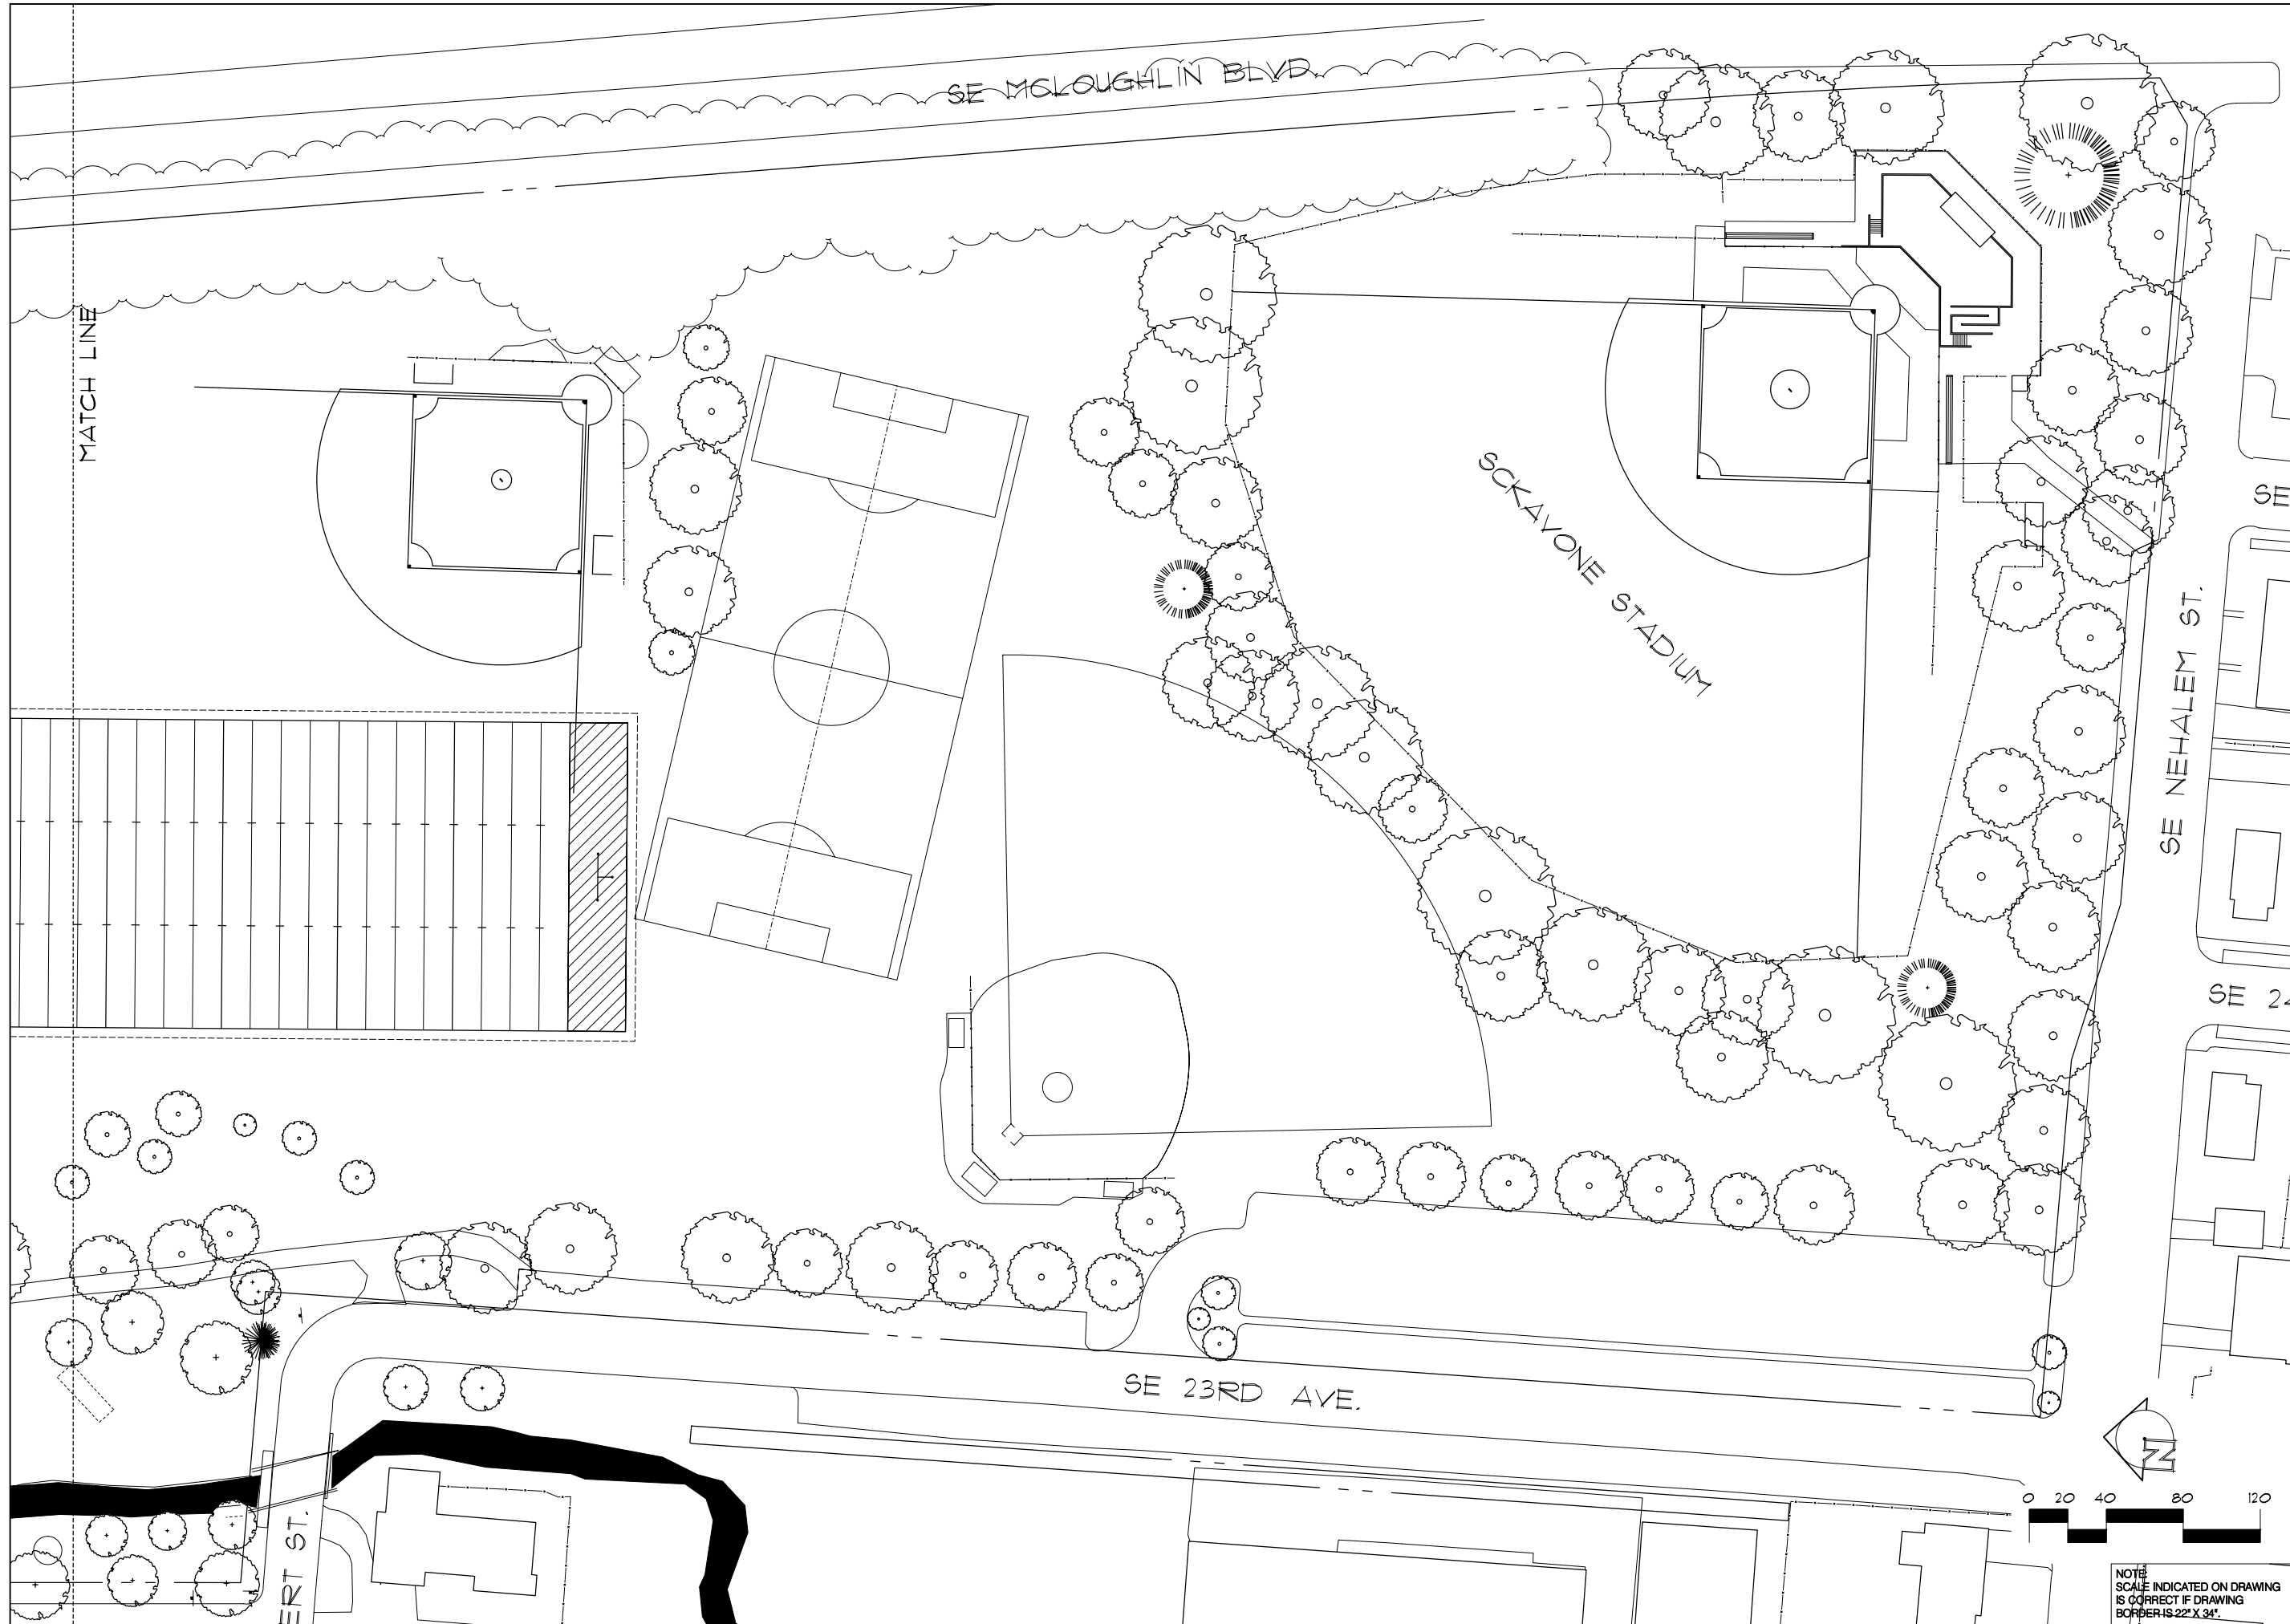 SE MCLOUGHLIN BLVD.
MATCH LINE
SCKAVONE STADIUM
SE
SE NEHALEM ST.
SE 24
SE 23RD AVE.
ERT ST.
N
0 20 40 80 120
NOTE:
SCALE INDICATED ON DRAWING
IS CORRECT IF DRAWING
BORDER IS 22" X 34".